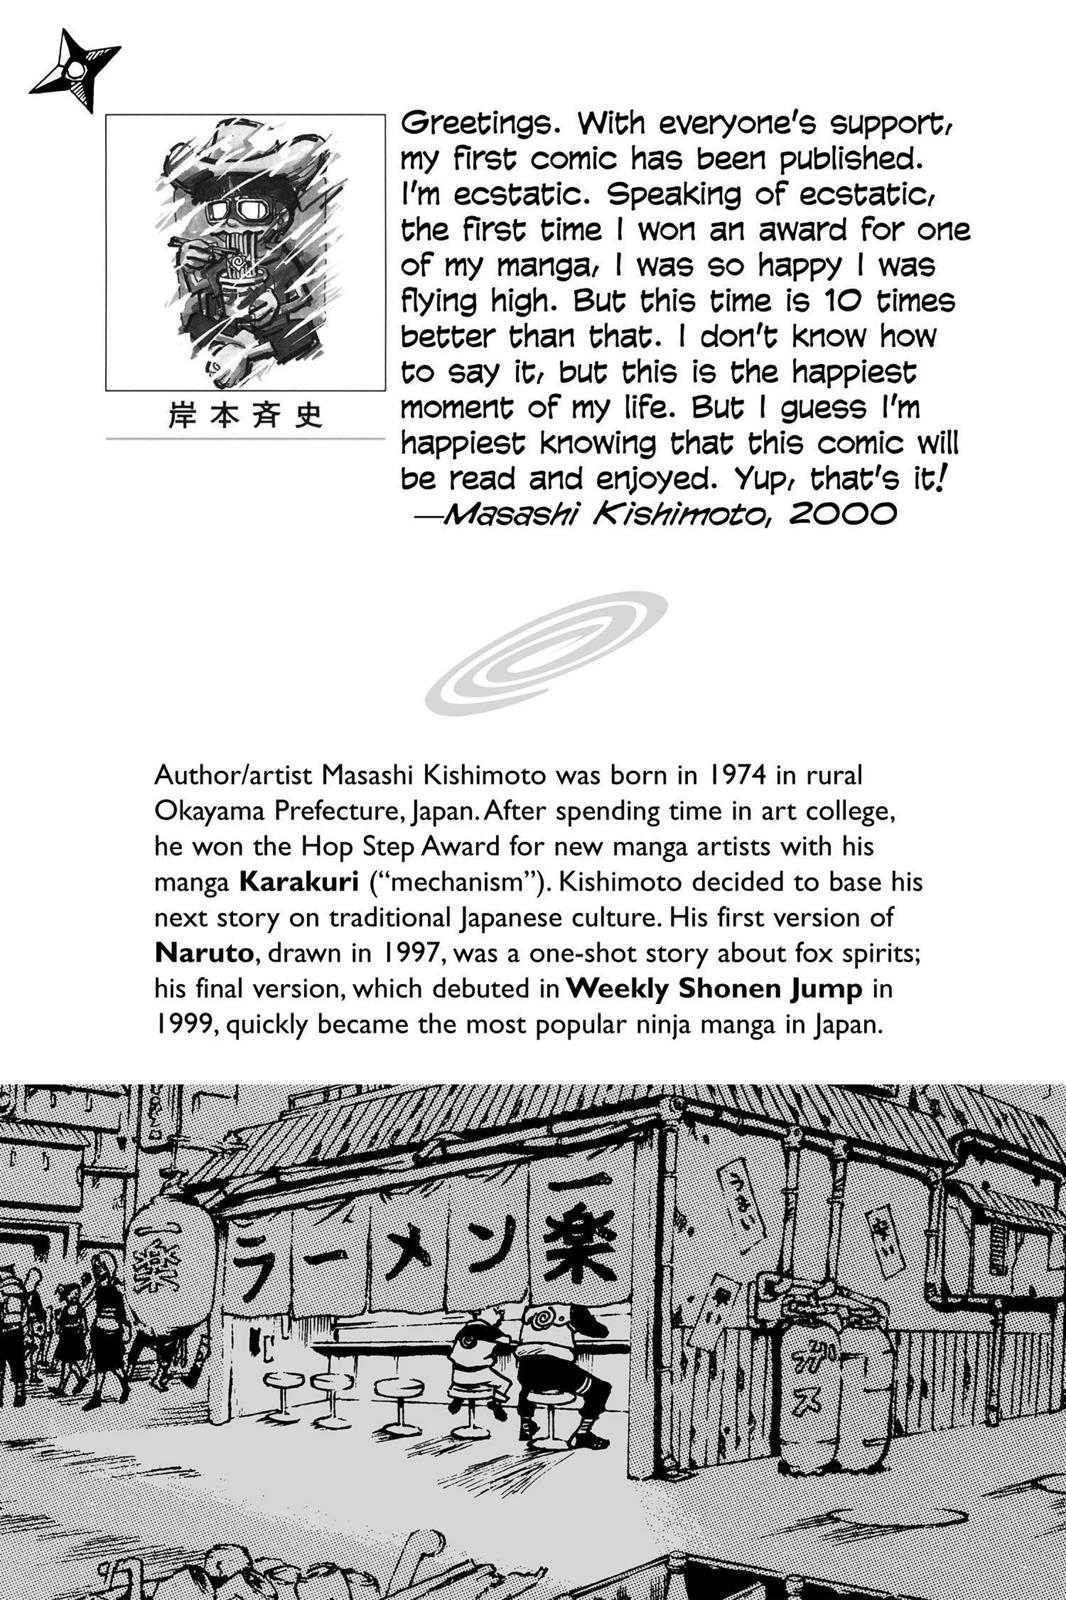 Greetings. With everyone's support,
my first comic has been published.
I'm ecstatic. Speaking of ecstatic,
the first time I won an award for one
of my manga, I was so happy I was
flying high. But this time is 10 times
better than that. I don't know how
to say it, but this is the happiest
moment of my life. But I guess I'm
happiest knowing that this comic will
be read and enjoyed. Yup, that's it!
—Masashi Kishimoto, 2000
岸本斉史
Author/artist Masashi Kishimoto was born in 1974 in rural
Okayama Prefecture, Japan. After spending time in art college,
he won the Hop Step Award for new manga artists with his
manga Karakuri (“mechanism”). Kishimoto decided to base his
next story on traditional Japanese culture. His first version of
Naruto, drawn in 1997, was a one-shot story about fox spirits;
his final version, which debuted in Weekly Shonen Jump in
1999, quickly became the most popular ninja manga in Japan.
一楽
ラーメン
一楽
うまい
安い
ガス